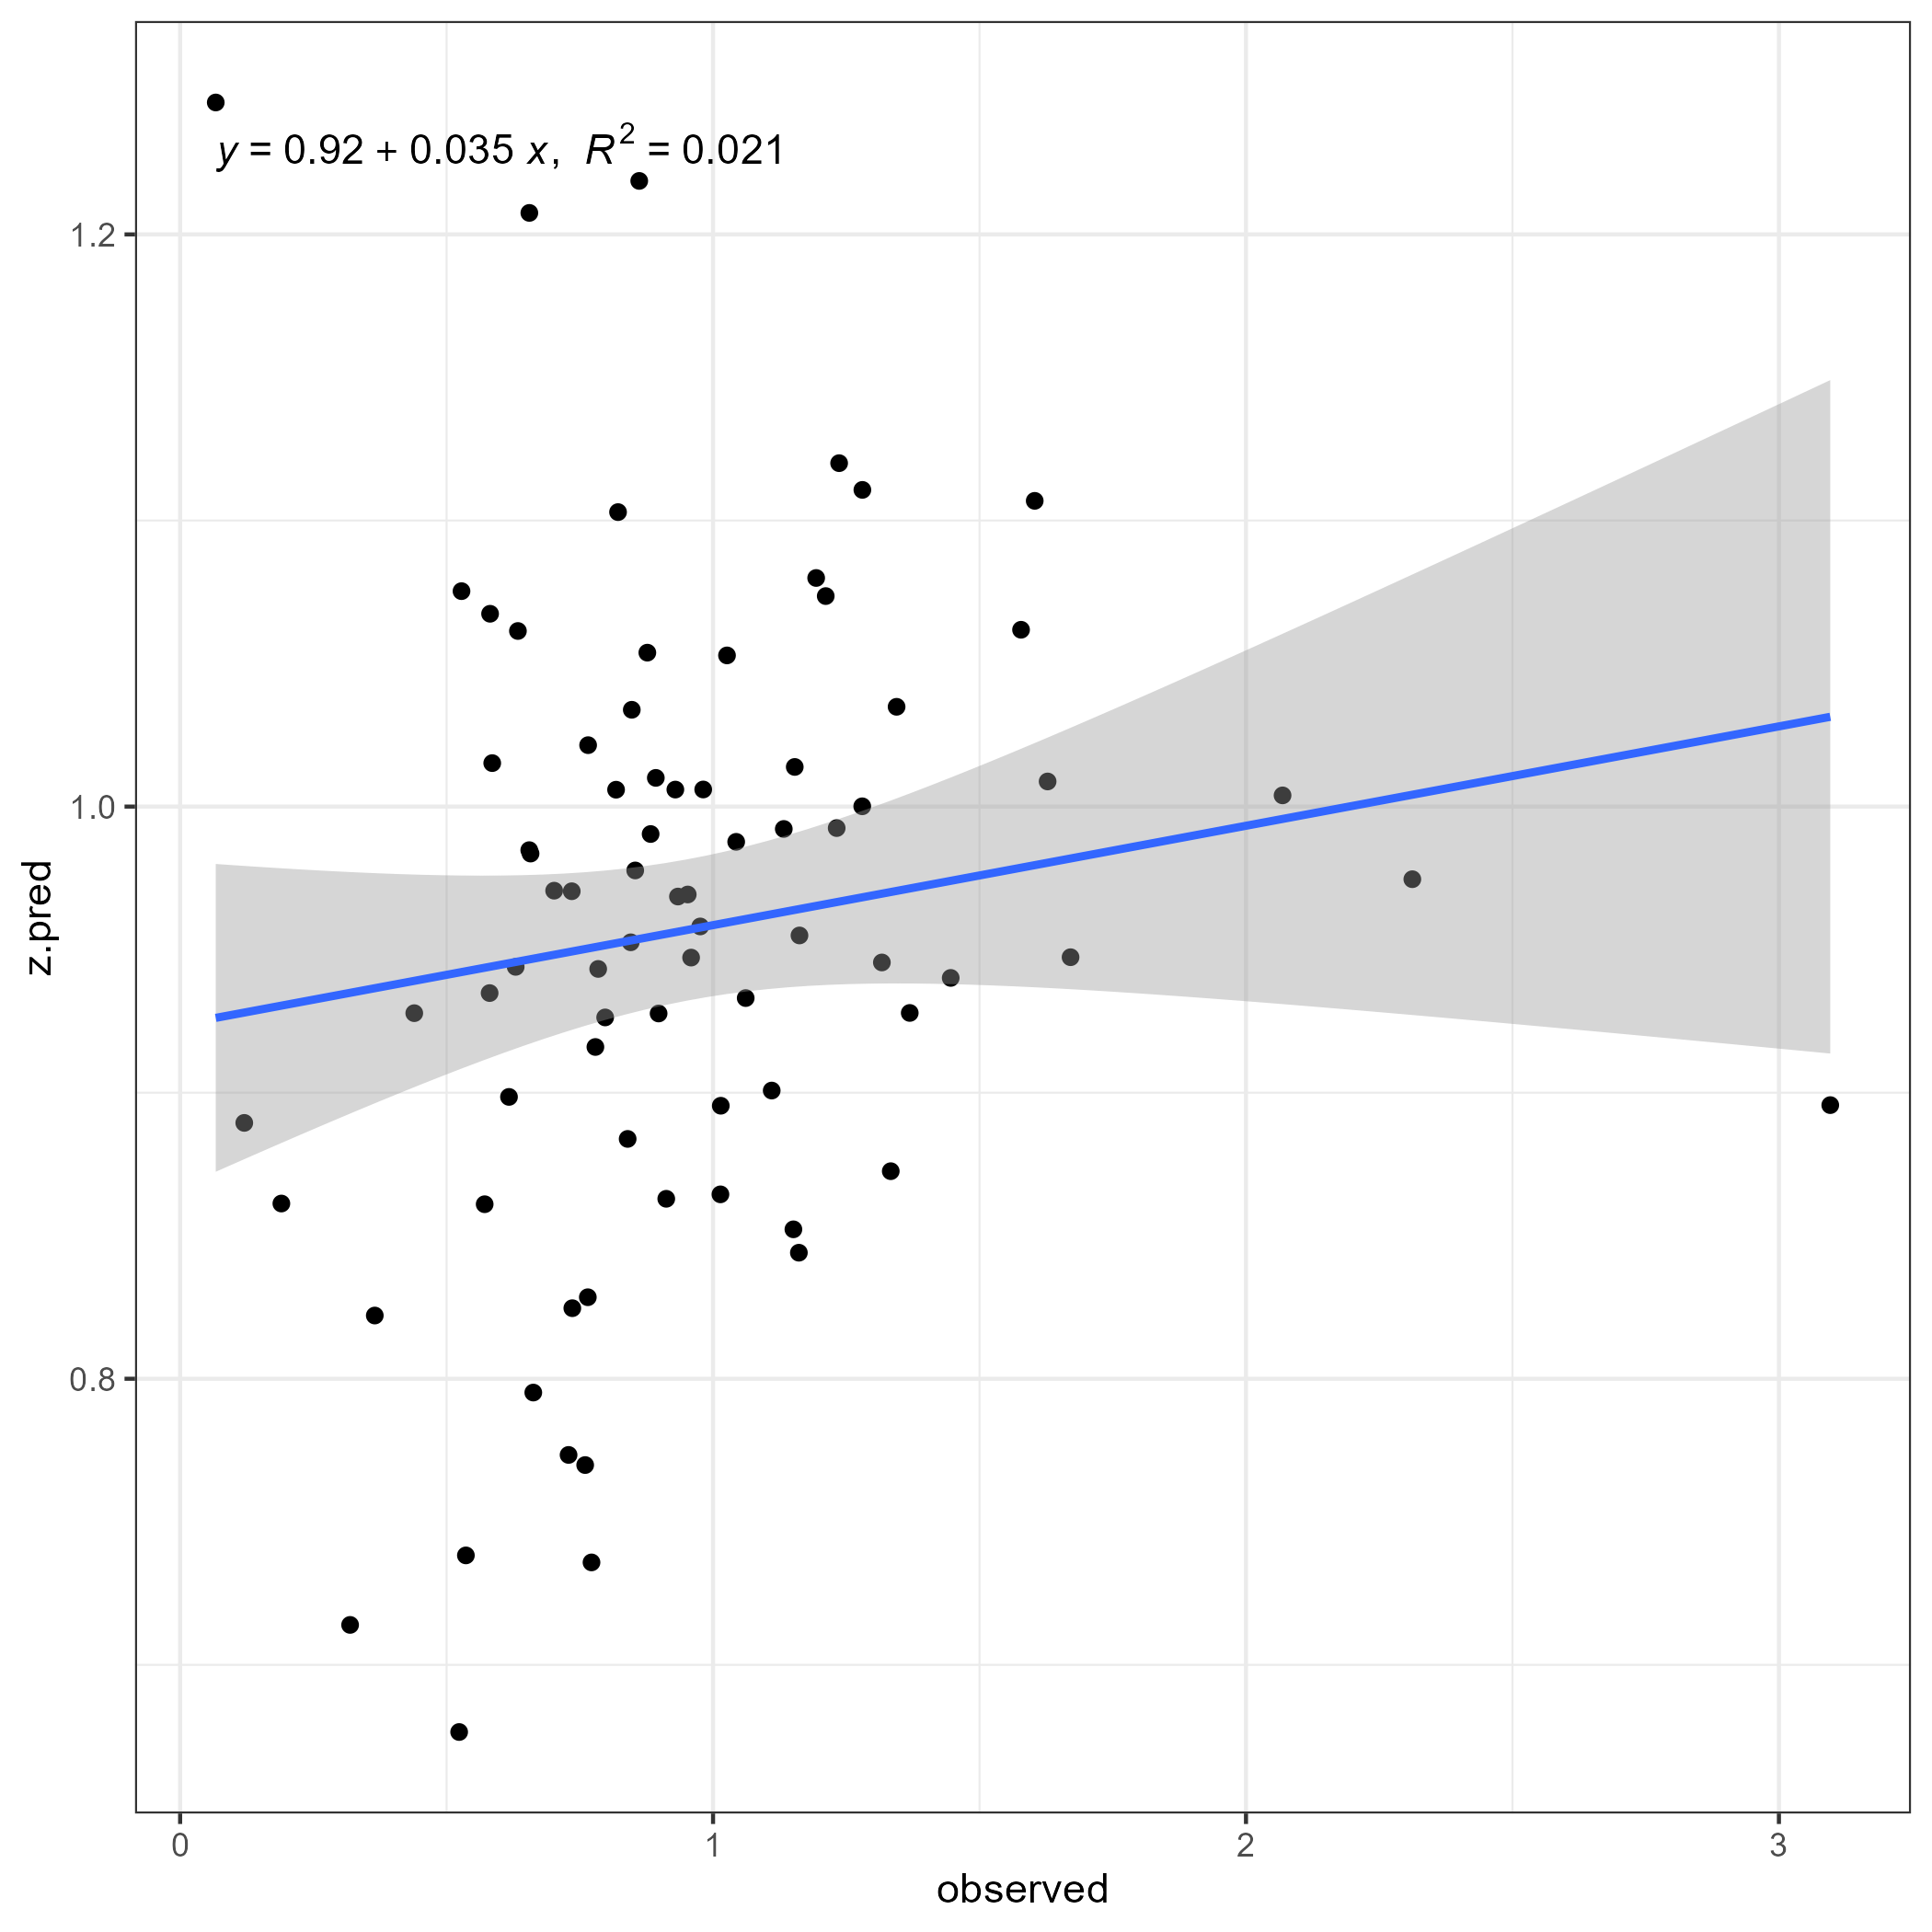 y = 0.92 + 0.035 x, R² = 0.021
1.2
1.0
0.8
z.pred
0 1 2 3
observed